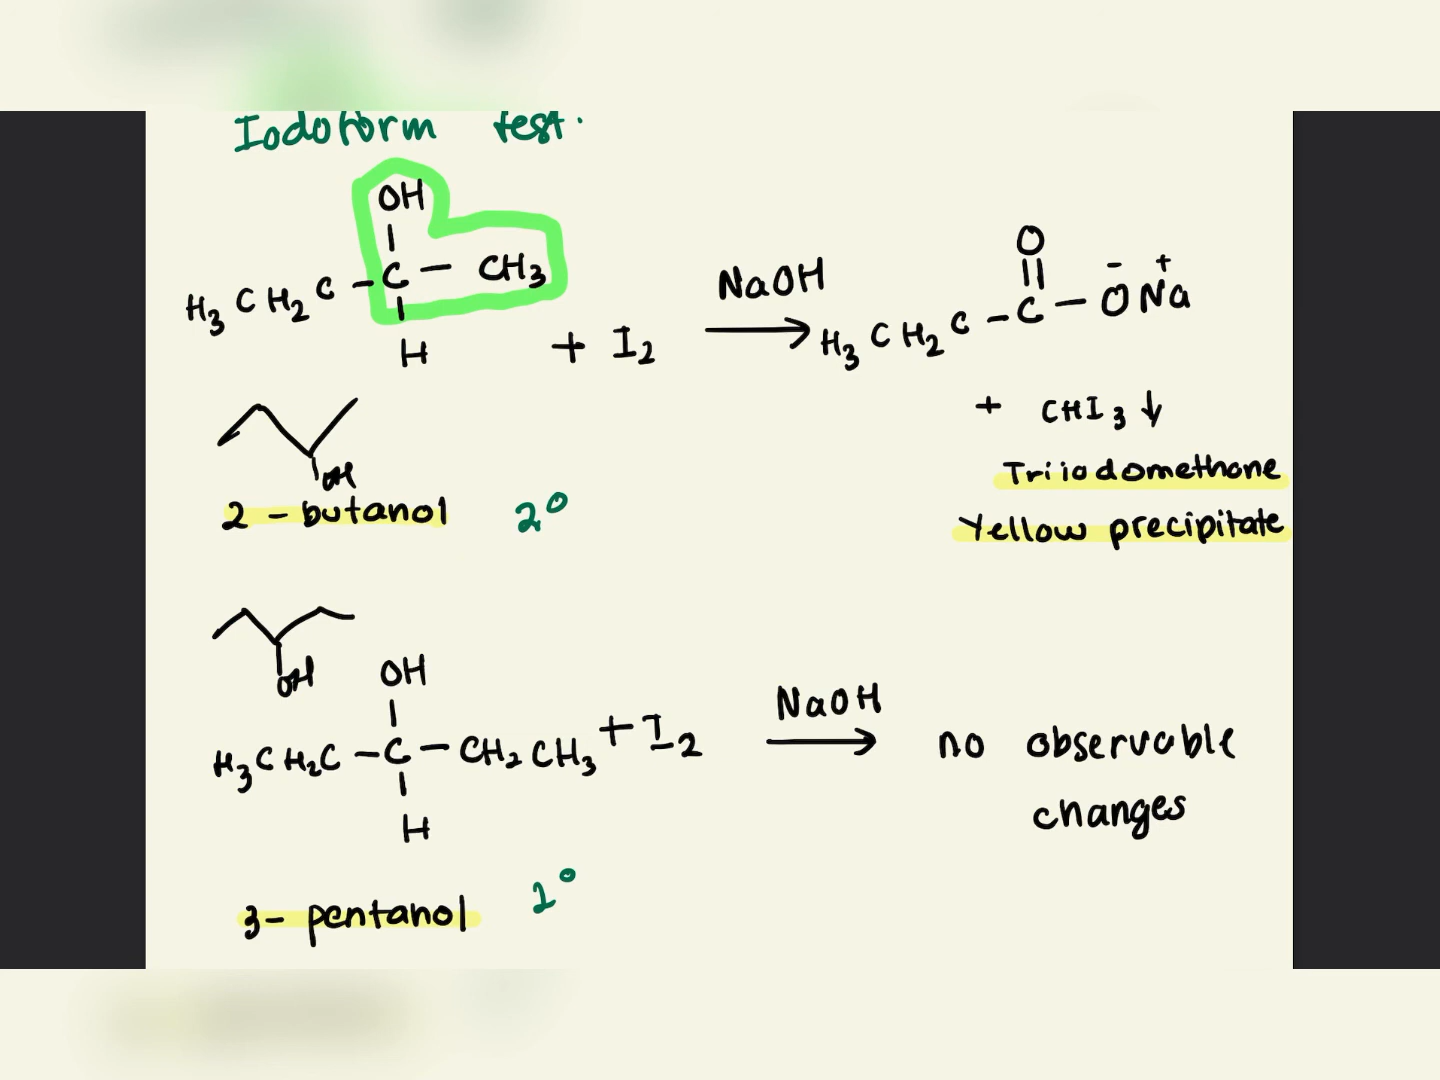 Iodoform test.
OH
H3CH2C - C - CH3
H
+ I2
NaOH
O
H3CH2C - C - O⁻ Na⁺
+ CHI3 ↓
Triiodomethane
Yellow precipitate
OH
2 - butanol 2°
OH
OH
H3CH2C - C - CH2CH3 + I2
H
NaOH
no observable
changes
3- pentanol 2°